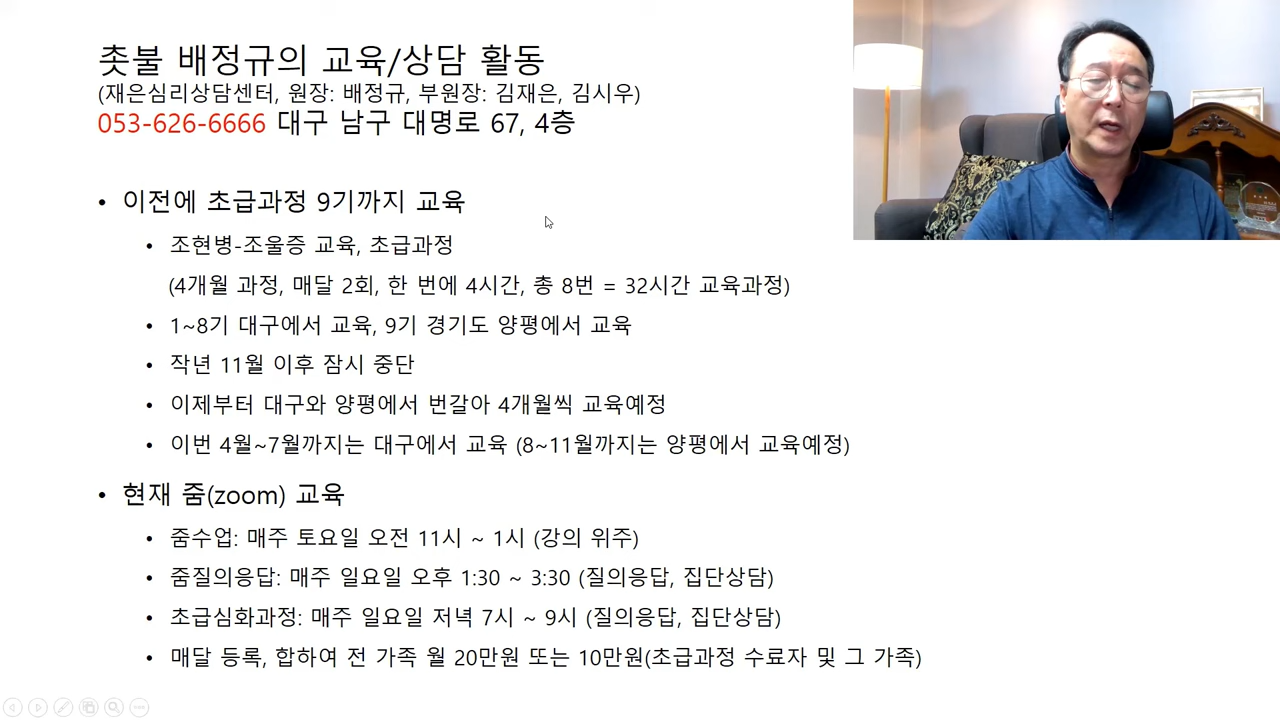 촛불 배정규의 교육/상담 활동
(재은심리상담센터, 원장: 배정규, 부원장: 김재은, 김시우)
053-626-6666 대구 남구 대명로 67, 4층
• 이전에 초급과정 9기까지 교육
• 조현병-조울증 교육, 초급과정
(4개월 과정, 매달 2회, 한 번에 4시간, 총 8번 = 32시간 교육과정)
• 1~8기 대구에서 교육, 9기 경기도 양평에서 교육
• 작년 11월 이후 잠시 중단
• 이제부터 대구와 양평에서 번갈아 4개월씩 교육예정
• 이번 4월~7월까지는 대구에서 교육 (8~11월까지는 양평에서 교육예정)
• 현재 줌(zoom) 교육
• 줌수업: 매주 토요일 오전 11시 ~ 1시 (강의 위주)
• 줌질의응답: 매주 일요일 오후 1:30 ~ 3:30 (질의응답, 집단상담)
• 초급심화과정: 매주 일요일 저녁 7시 ~ 9시 (질의응답, 집단상담)
• 매달 등록, 합하여 전 가족 월 20만원 또는 10만원(초급과정 수료자 및 그 가족)